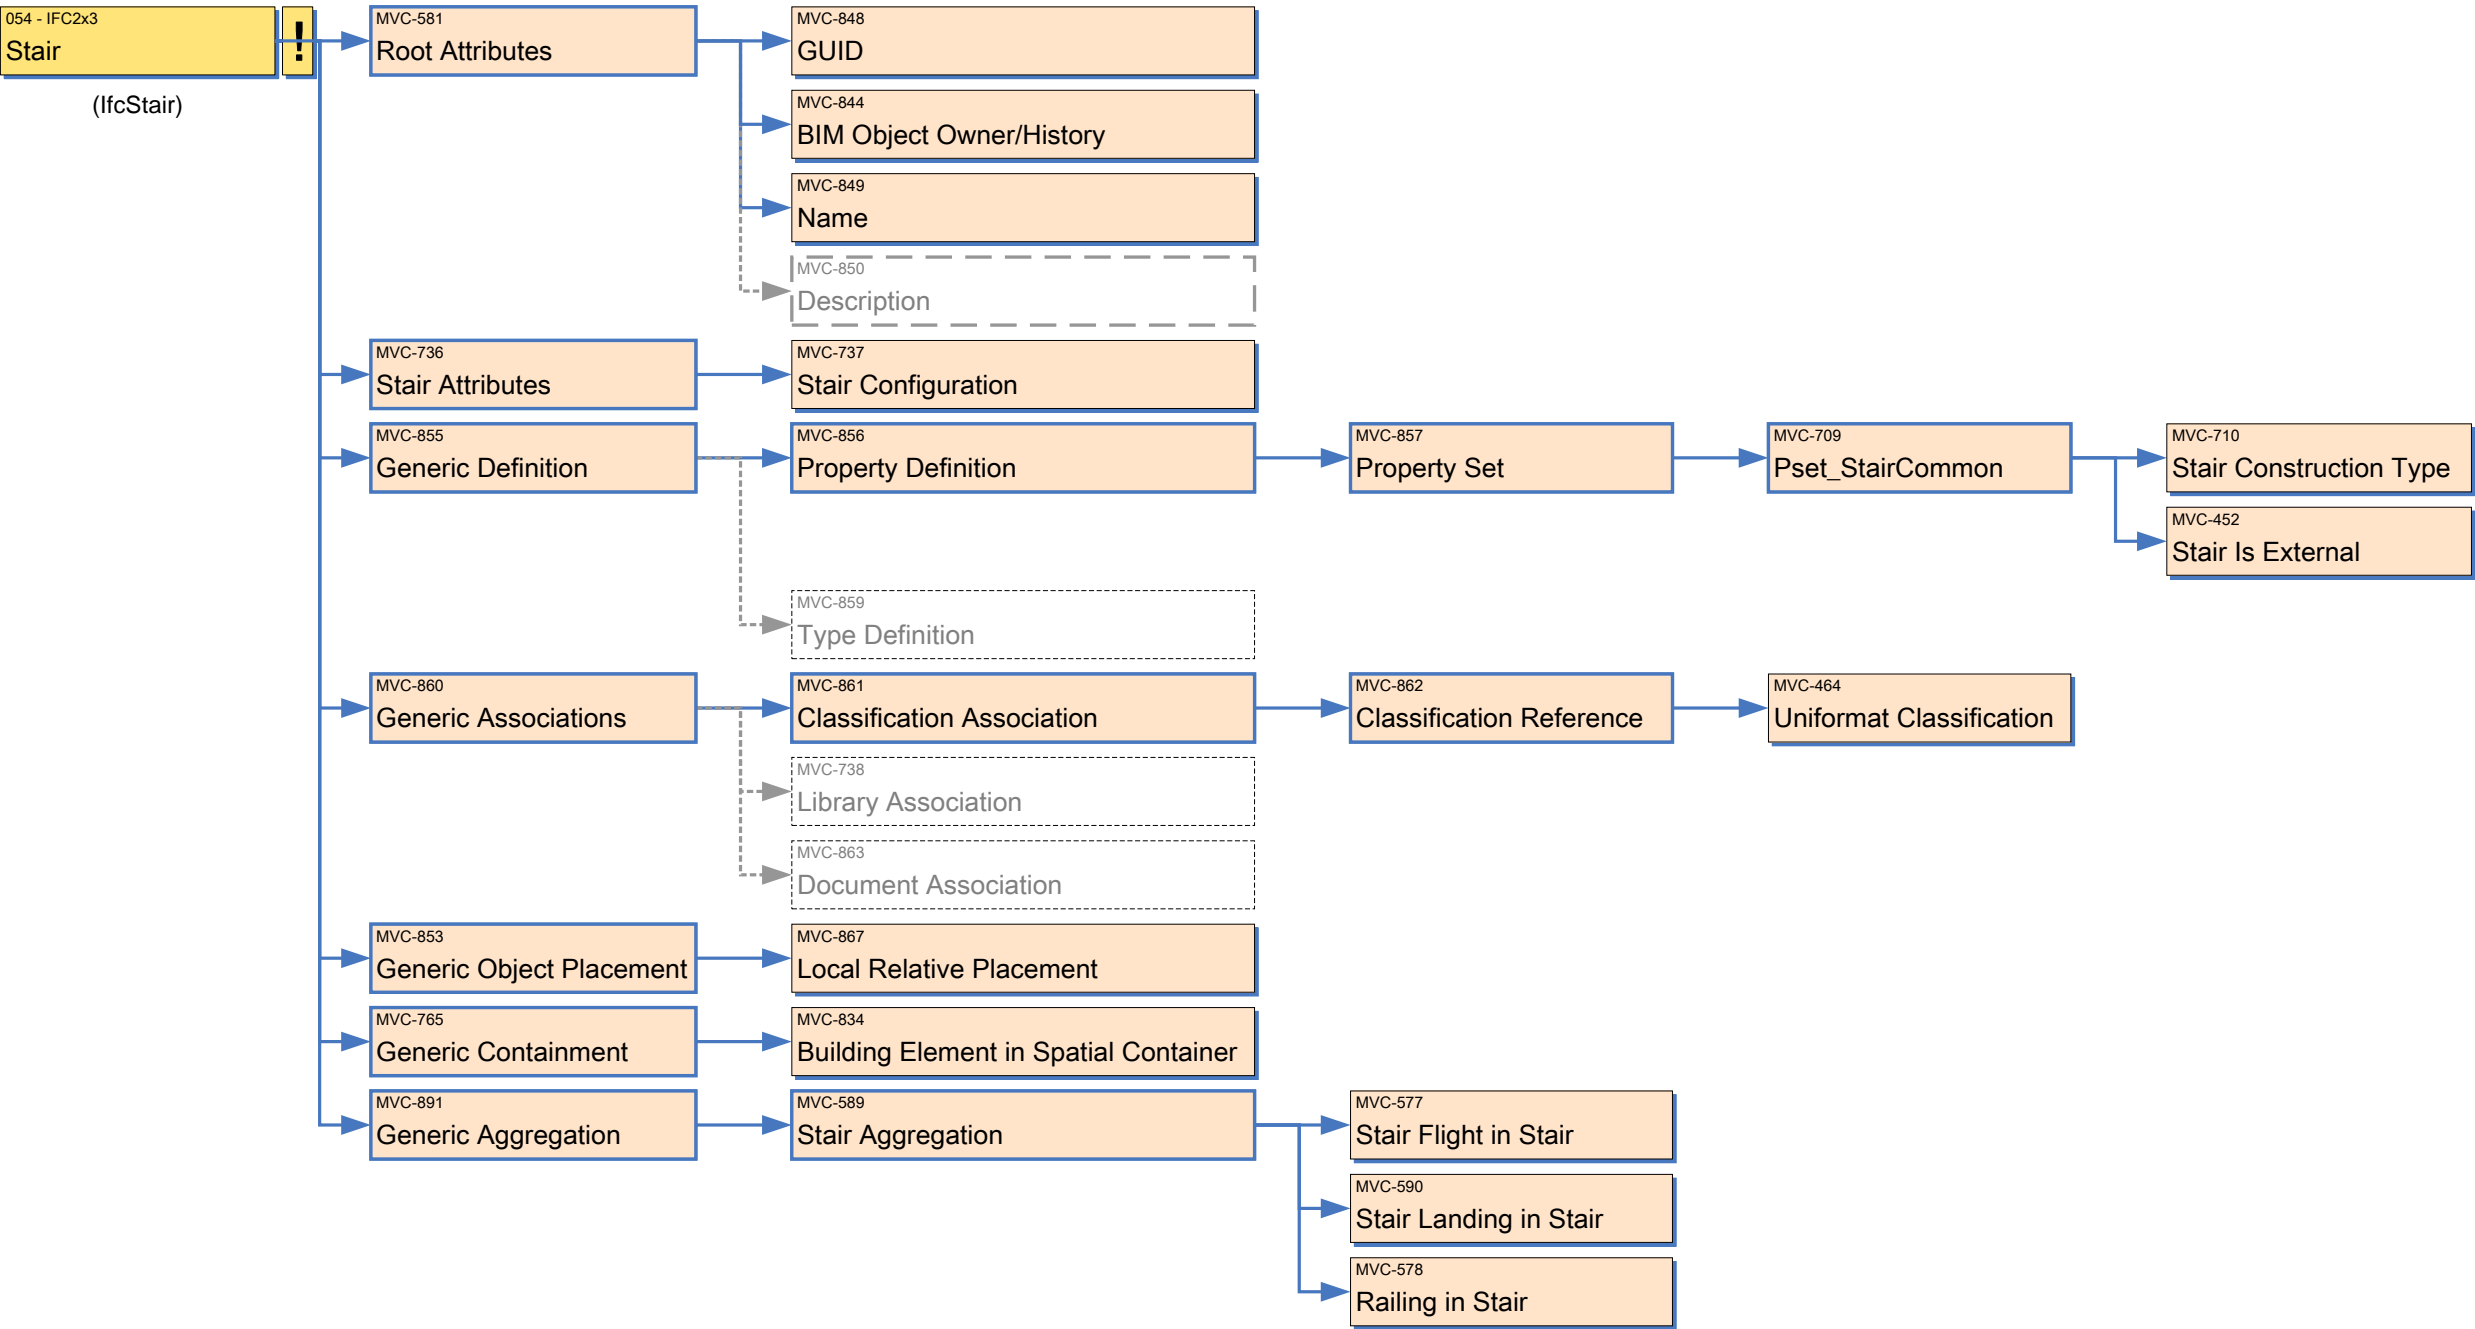 054 - IFC2x3
Stair
!
(IfcStair)
MVC-581
Root Attributes
MVC-848
GUID
MVC-844
BIM Object Owner/History
MVC-849
Name
MVC-850
Description
MVC-736
Stair Attributes
MVC-737
Stair Configuration
MVC-855
Generic Definition
MVC-856
Property Definition
MVC-857
Property Set
MVC-709
Pset_StairCommon
MVC-710
Stair Construction Type
MVC-452
Stair Is External
MVC-859
Type Definition
MVC-860
Generic Associations
MVC-861
Classification Association
MVC-862
Classification Reference
MVC-464
Uniformat Classification
MVC-738
Library Association
MVC-863
Document Association
MVC-853
Generic Object Placement
MVC-867
Local Relative Placement
MVC-765
Generic Containment
MVC-834
Building Element in Spatial Container
MVC-891
Generic Aggregation
MVC-589
Stair Aggregation
MVC-577
Stair Flight in Stair
MVC-590
Stair Landing in Stair
MVC-578
Railing in Stair